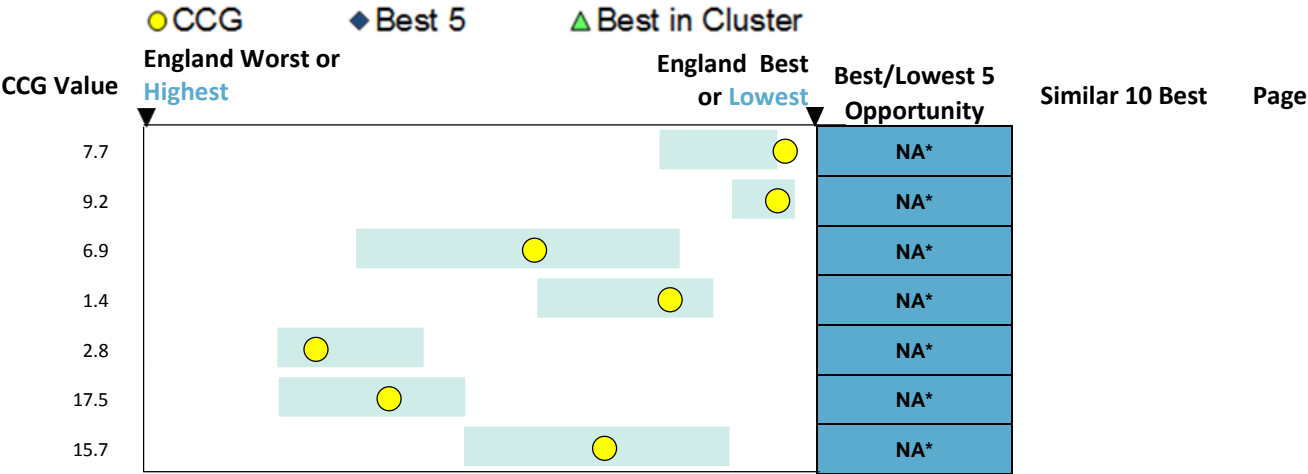 CCG Best 5 Best in Cluster
CCG Value
England Worst or
Highest
England Best
or Lowest
Best/Lowest 5
Opportunity
Similar 10 Best
Page
7.7 NA*
9.2 NA*
6.9 NA*
1.4 NA*
2.8 NA*
17.5 NA*
15.7 NA*